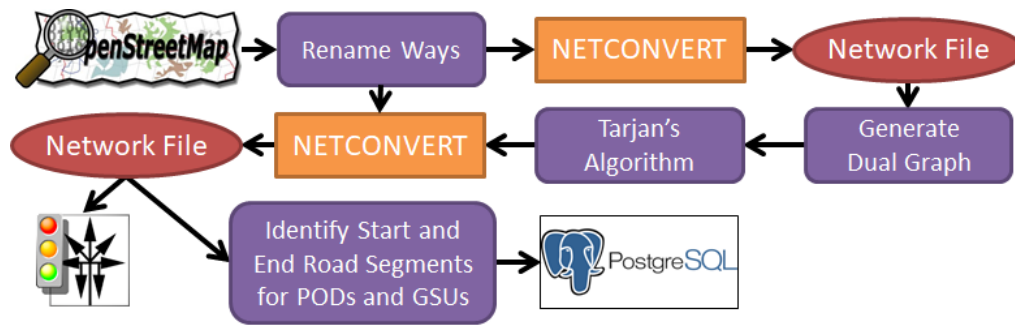 OpenStreetMap
Rename Ways
NETCONVERT
Network File
Generate
Dual Graph
Tarjan's
Algorithm
NETCONVERT
Network File
Identify Start and
End Road Segments
for PODs and GSUs
PostgreSQL